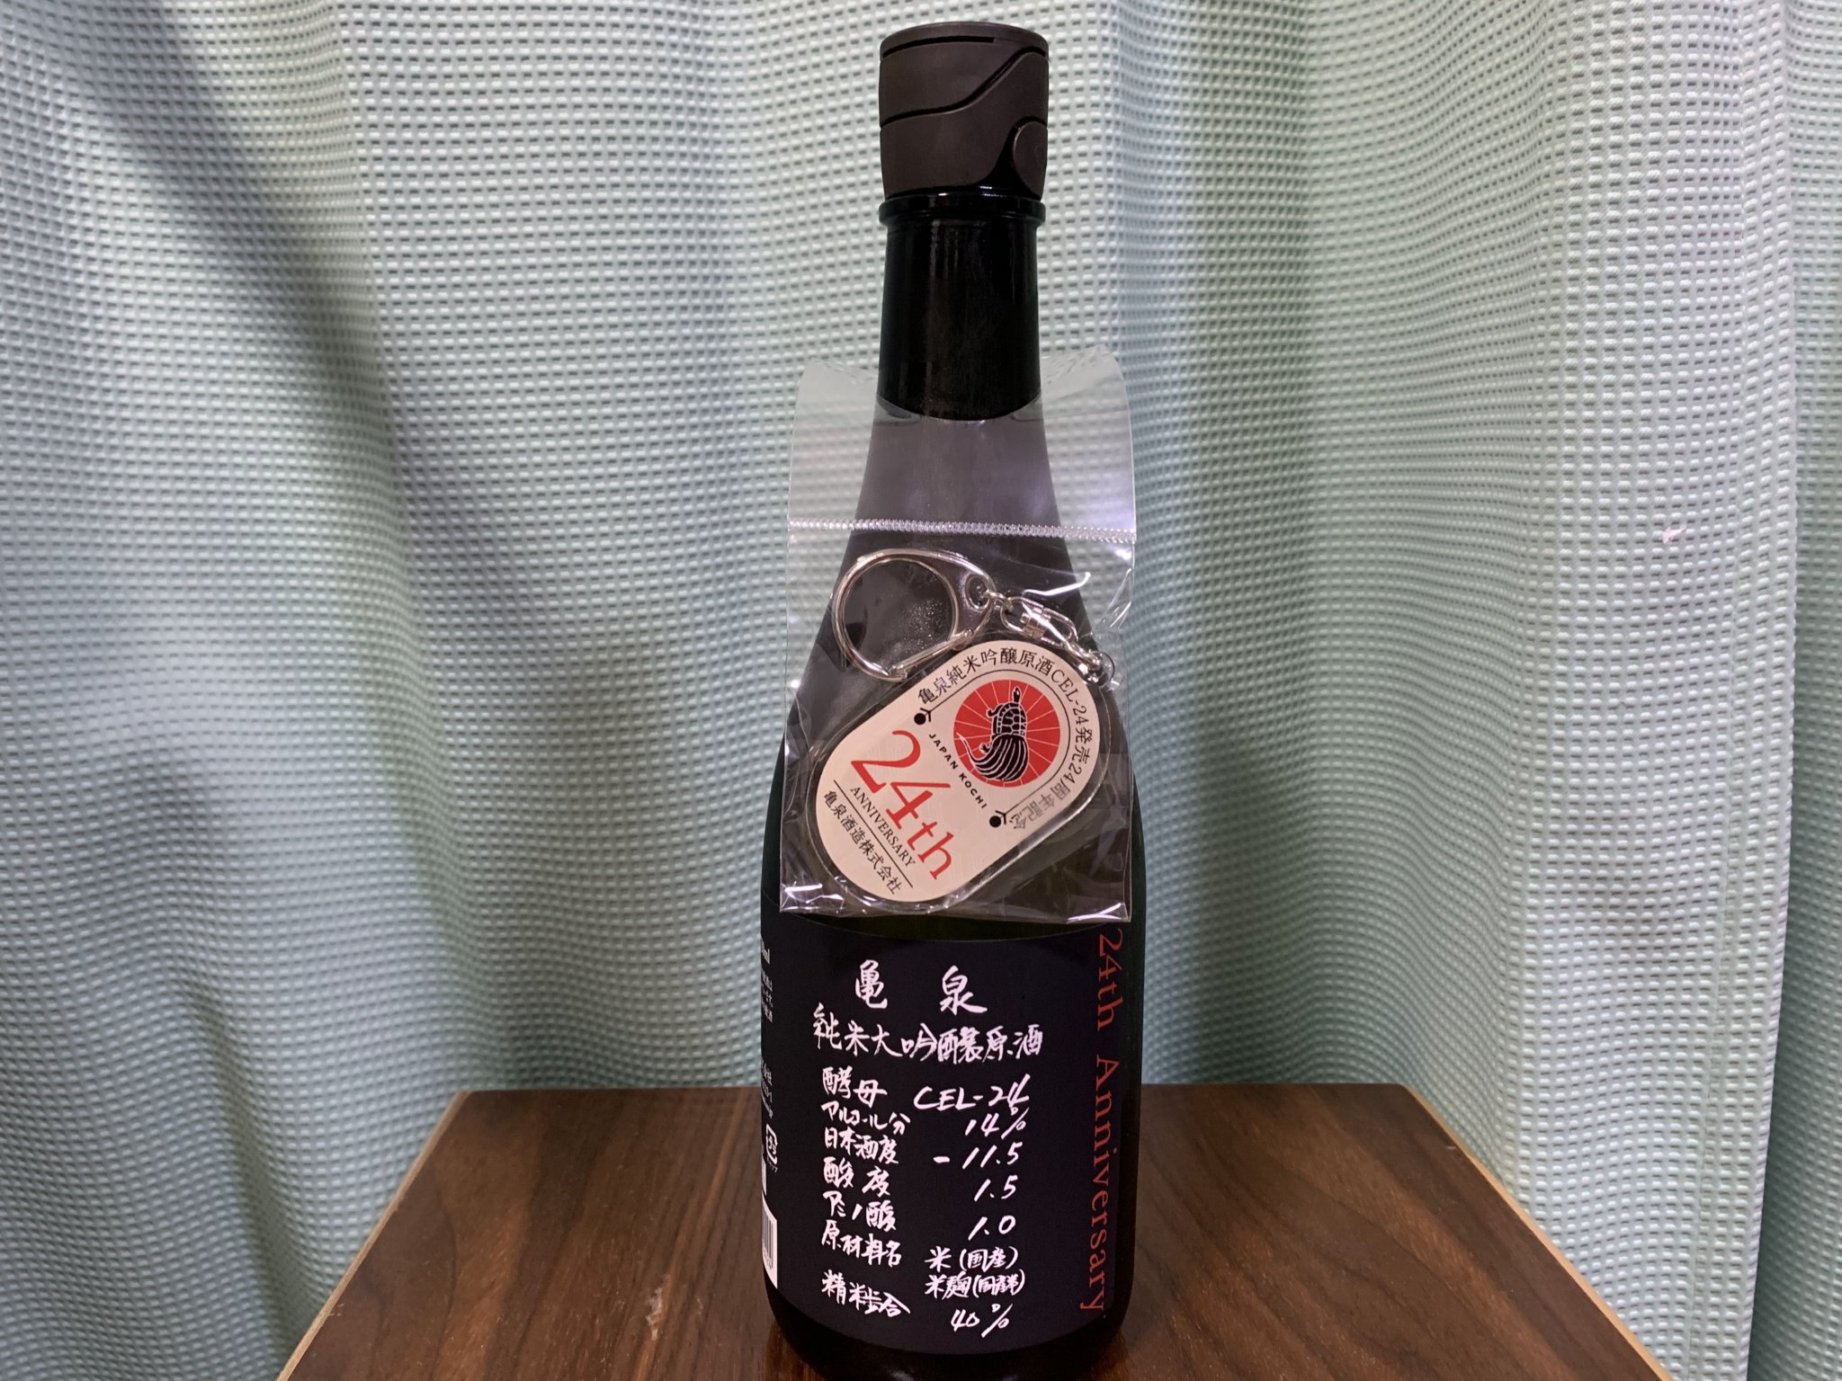 亀泉純米吟醸原酒CEL-24発売24周年記念
JAPAN KOCHI
24th
ANNIVERSARY
亀泉酒造株式会社
亀 泉
純米大吟醸原酒
酵母 CEL-24
アルコール分 14%
日本酒度 -11.5
酸度 1.5
アミノ酸 1.0
原材料名 米(国産)
米麹(国産米)
精米歩合 40%
24th Anniversary